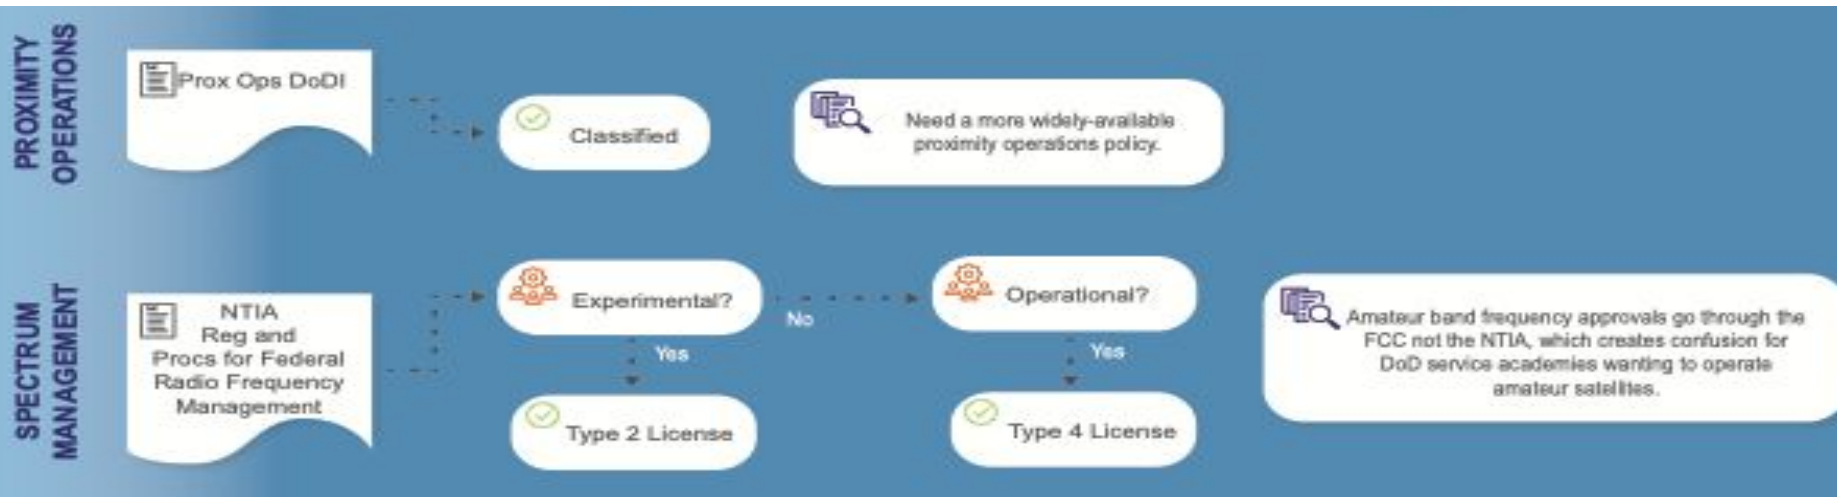 PROXIMITY
OPERATIONS
Prox Ops DoDI
Classified
Need a more widely-available
proximity operations policy.
SPECTRUM
MANAGEMENT
NTIA
Reg and
Procs for Federal
Radio Frequency
Management
Experimental?
No
Operational?
Yes
Yes
Type 2 License
Type 4 License
Amateur band frequency approvals go through the
FCC not the NTIA, which creates confusion for
DoD service academies wanting to operate
amateur satellites.